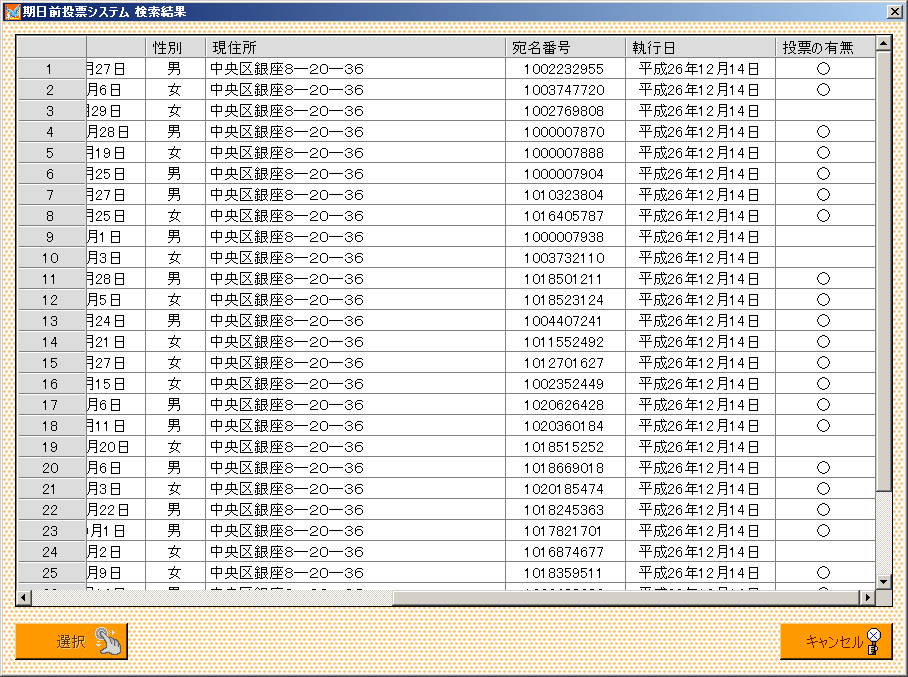 期日前投票システム 検索結果
性別 現住所 宛名番号 執行日 投票の有無
1 月27日 男 中央区銀座8―20―36 1002232955 平成26年12月14日 ○
2 月6日 女 中央区銀座8―20―36 1003747720 平成26年12月14日 ○
3 月29日 女 中央区銀座8―20―36 1002769808 平成26年12月14日
4 月28日 男 中央区銀座8―20―36 1000007870 平成26年12月14日 ○
5 月19日 女 中央区銀座8―20―36 1000007888 平成26年12月14日 ○
6 月25日 男 中央区銀座8―20―36 1000007904 平成26年12月14日 ○
7 月27日 男 中央区銀座8―20―36 1010323804 平成26年12月14日 ○
8 月25日 女 中央区銀座8―20―36 1016405787 平成26年12月14日 ○
9 月1日 男 中央区銀座8―20―36 1000007938 平成26年12月14日
10 月3日 女 中央区銀座8―20―36 1003732110 平成26年12月14日
11 月28日 男 中央区銀座8―20―36 1018501211 平成26年12月14日 ○
12 月5日 女 中央区銀座8―20―36 1018523124 平成26年12月14日 ○
13 月24日 男 中央区銀座8―20―36 1004407241 平成26年12月14日 ○
14 月21日 女 中央区銀座8―20―36 1011552492 平成26年12月14日 ○
15 月27日 女 中央区銀座8―20―36 1012701627 平成26年12月14日 ○
16 月15日 女 中央区銀座8―20―36 1002352449 平成26年12月14日 ○
17 月6日 男 中央区銀座8―20―36 1020626428 平成26年12月14日 ○
18 月11日 男 中央区銀座8―20―36 1020360184 平成26年12月14日 ○
19 月20日 女 中央区銀座8―20―36 1018515252 平成26年12月14日
20 月6日 男 中央区銀座8―20―36 1018669018 平成26年12月14日 ○
21 月3日 女 中央区銀座8―20―36 1020185474 平成26年12月14日 ○
22 月22日 男 中央区銀座8―20―36 1018245363 平成26年12月14日 ○
23 月1日 男 中央区銀座8―20―36 1017821701 平成26年12月14日 ○
24 月2日 女 中央区銀座8―20―36 1016874677 平成26年12月14日
25 月9日 女 中央区銀座8―20―36 1018359511 平成26年12月14日 ○
選択 キャンセル